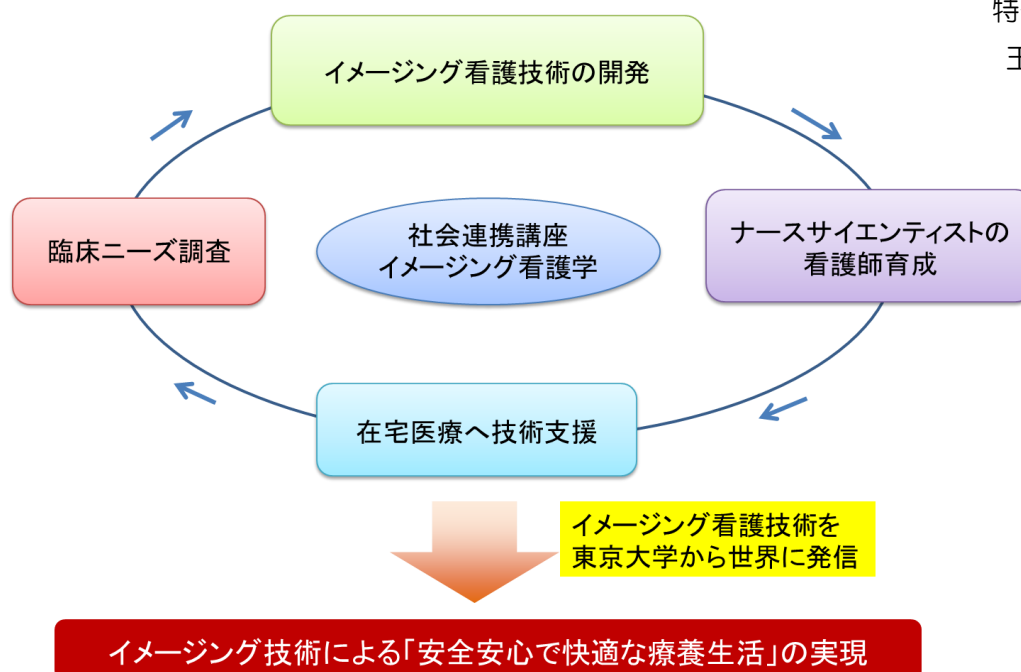 特
イメージング看護技術の開発
臨床ニーズ調査
社会連携講座
イメージング看護学
ナースサイエンティストの
看護師育成
在宅医療へ技術支援
イメージング看護技術を
東京大学から世界に発信
イメージング技術による「安全安心で快適な療養生活」の実現